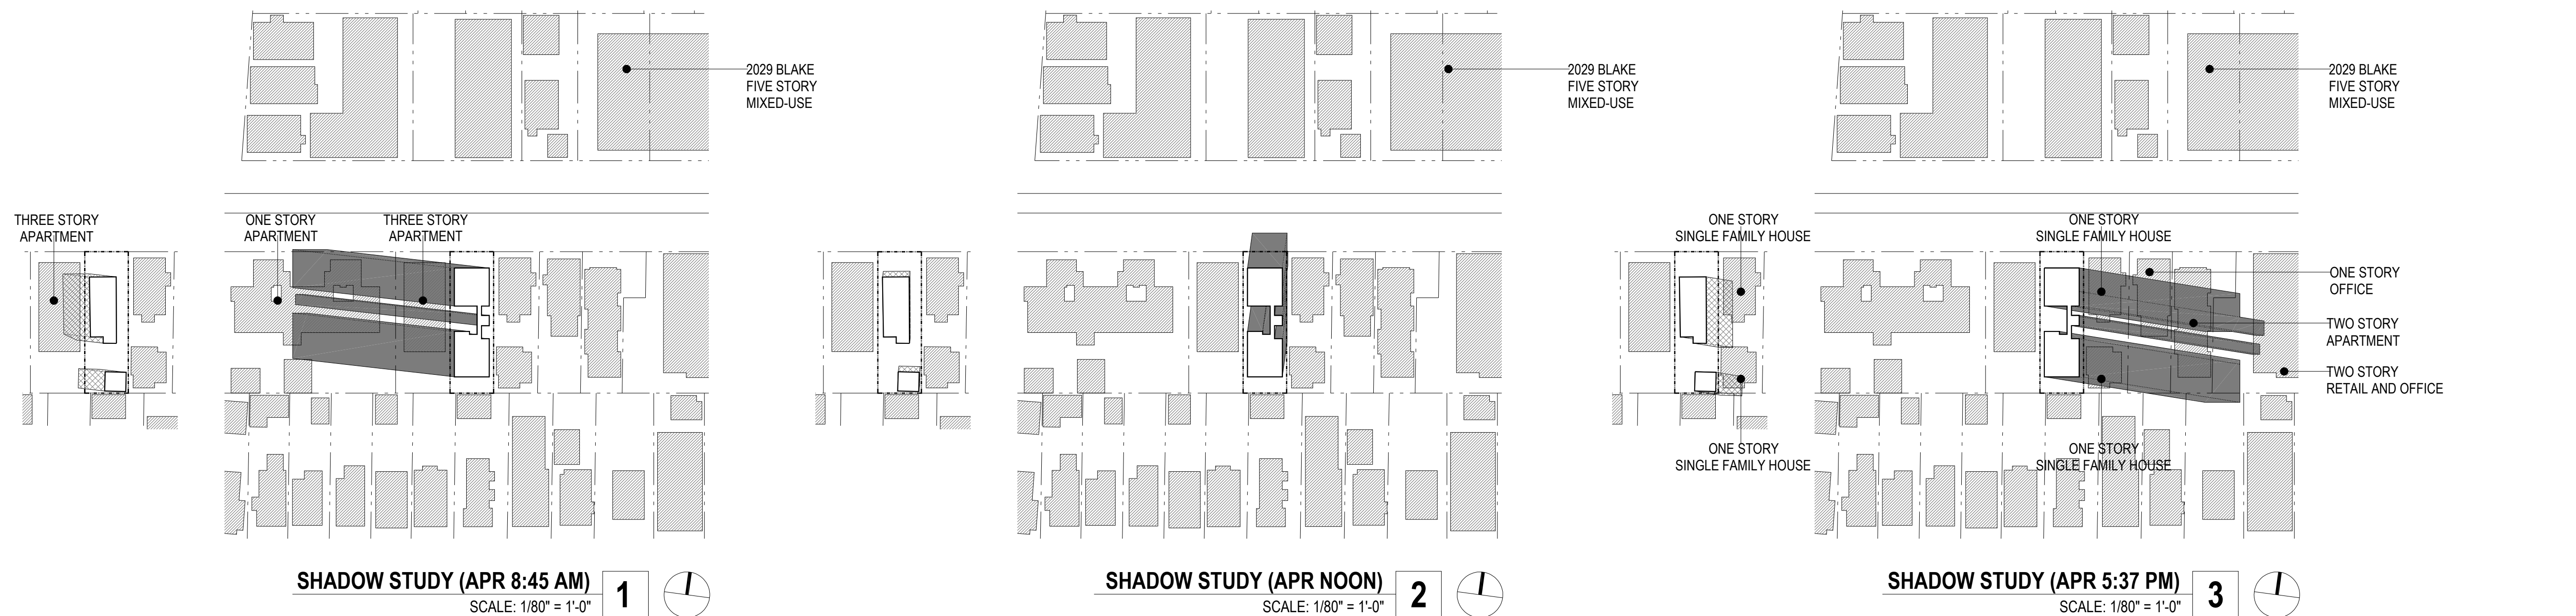 2029 BLAKE
FIVE STORY
MIXED-USE
THREE STORY
APARTMENT
ONE STORY
APARTMENT
THREE STORY
APARTMENT
SHADOW STUDY (APR 8:45 AM)
SCALE: 1/80" = 1'-0"
1
2029 BLAKE
FIVE STORY
MIXED-USE
SHADOW STUDY (APR NOON)
SCALE: 1/80" = 1'-0"
2
2029 BLAKE
FIVE STORY
MIXED-USE
ONE STORY
SINGLE FAMILY HOUSE
ONE STORY
SINGLE FAMILY HOUSE
ONE STORY
OFFICE
TWO STORY
APARTMENT
TWO STORY
RETAIL AND OFFICE
ONE STORY
SINGLE FAMILY HOUSE
ONE STORY
SINGLE FAMILY HOUSE
SHADOW STUDY (APR 5:37 PM)
SCALE: 1/80" = 1'-0"
3